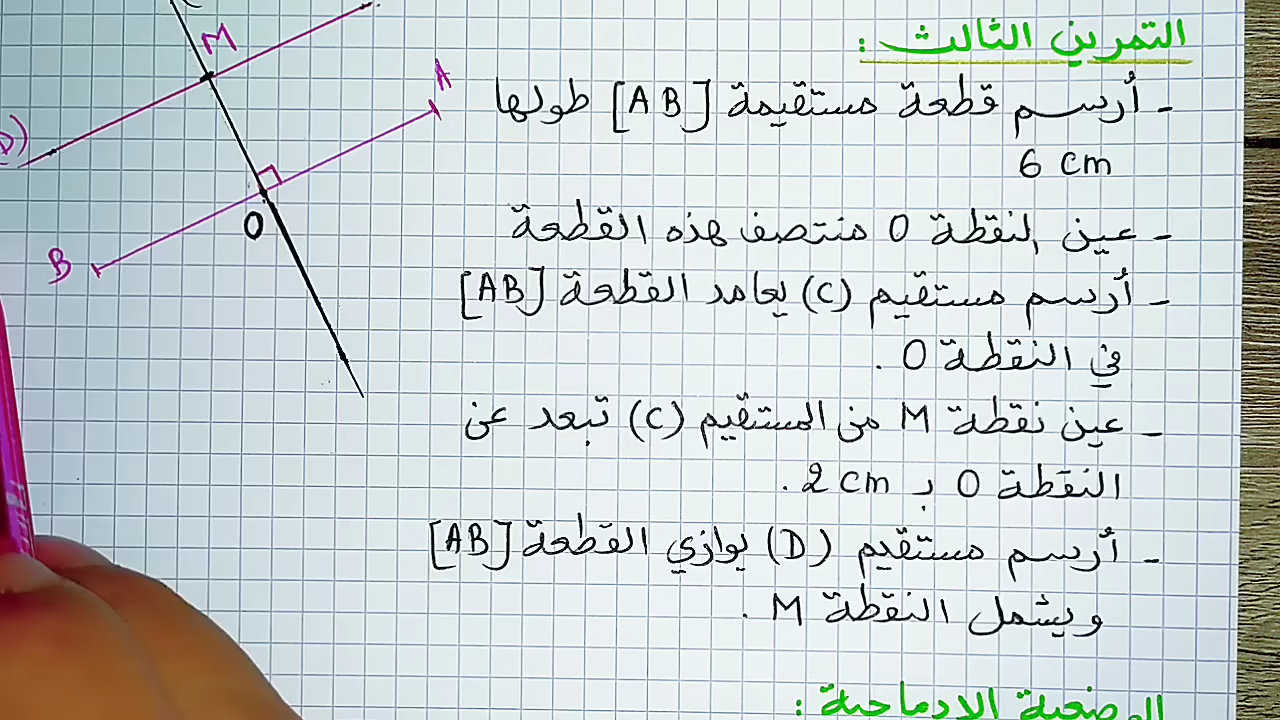 التمرين الثالث :
- أرسم قطعة مستقيمة [AB] طولها
6 cm
- عين النقطة O منتصف هذه القطعة
- أرسم مستقيم (C) يعامد القطعة [AB]
في النقطة O .
- عين نقطة M من المستقيم (C) تبعد عن
النقطة O بـ 2 cm .
- أرسم مستقيم (D) يوازي القطعة [AB]
ويشمل النقطة M .
الوضعية الادماجية :
M
A
D)
O
B